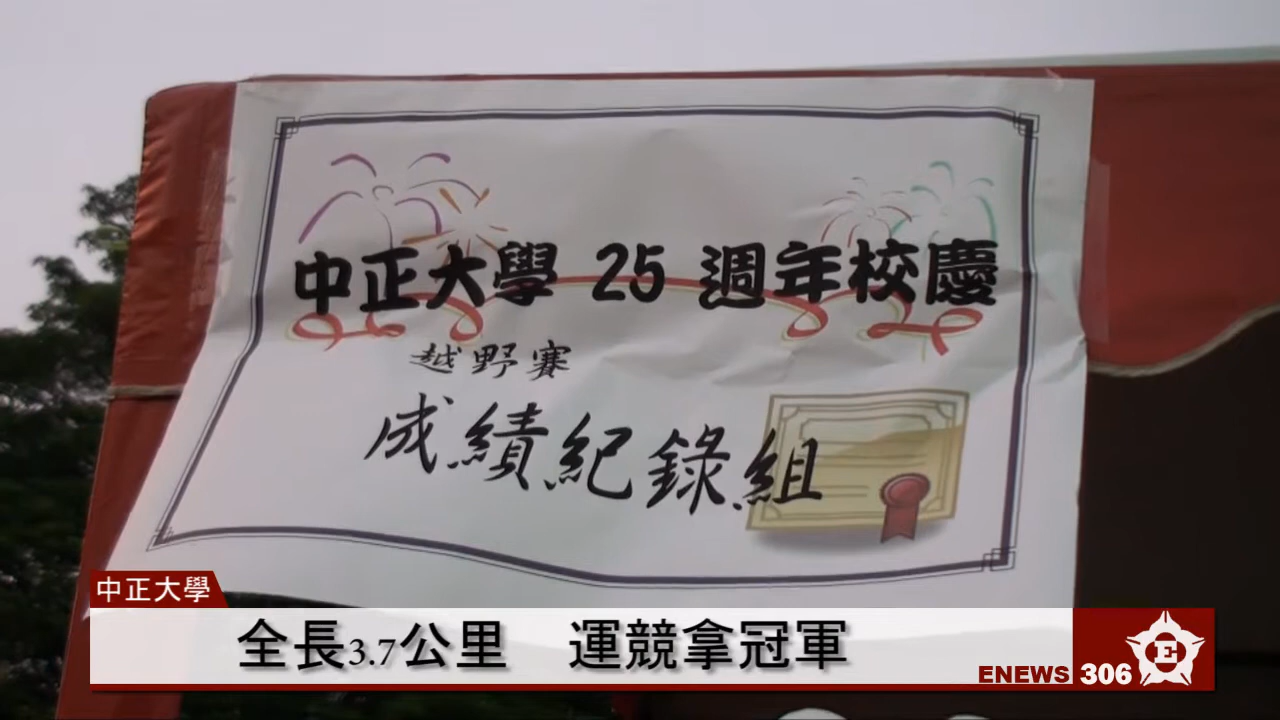 中正大學 25 週年校慶
越野賽
成績紀錄組
中正大學
全長3.7公里 運競拿冠軍
ENEWS 306
E